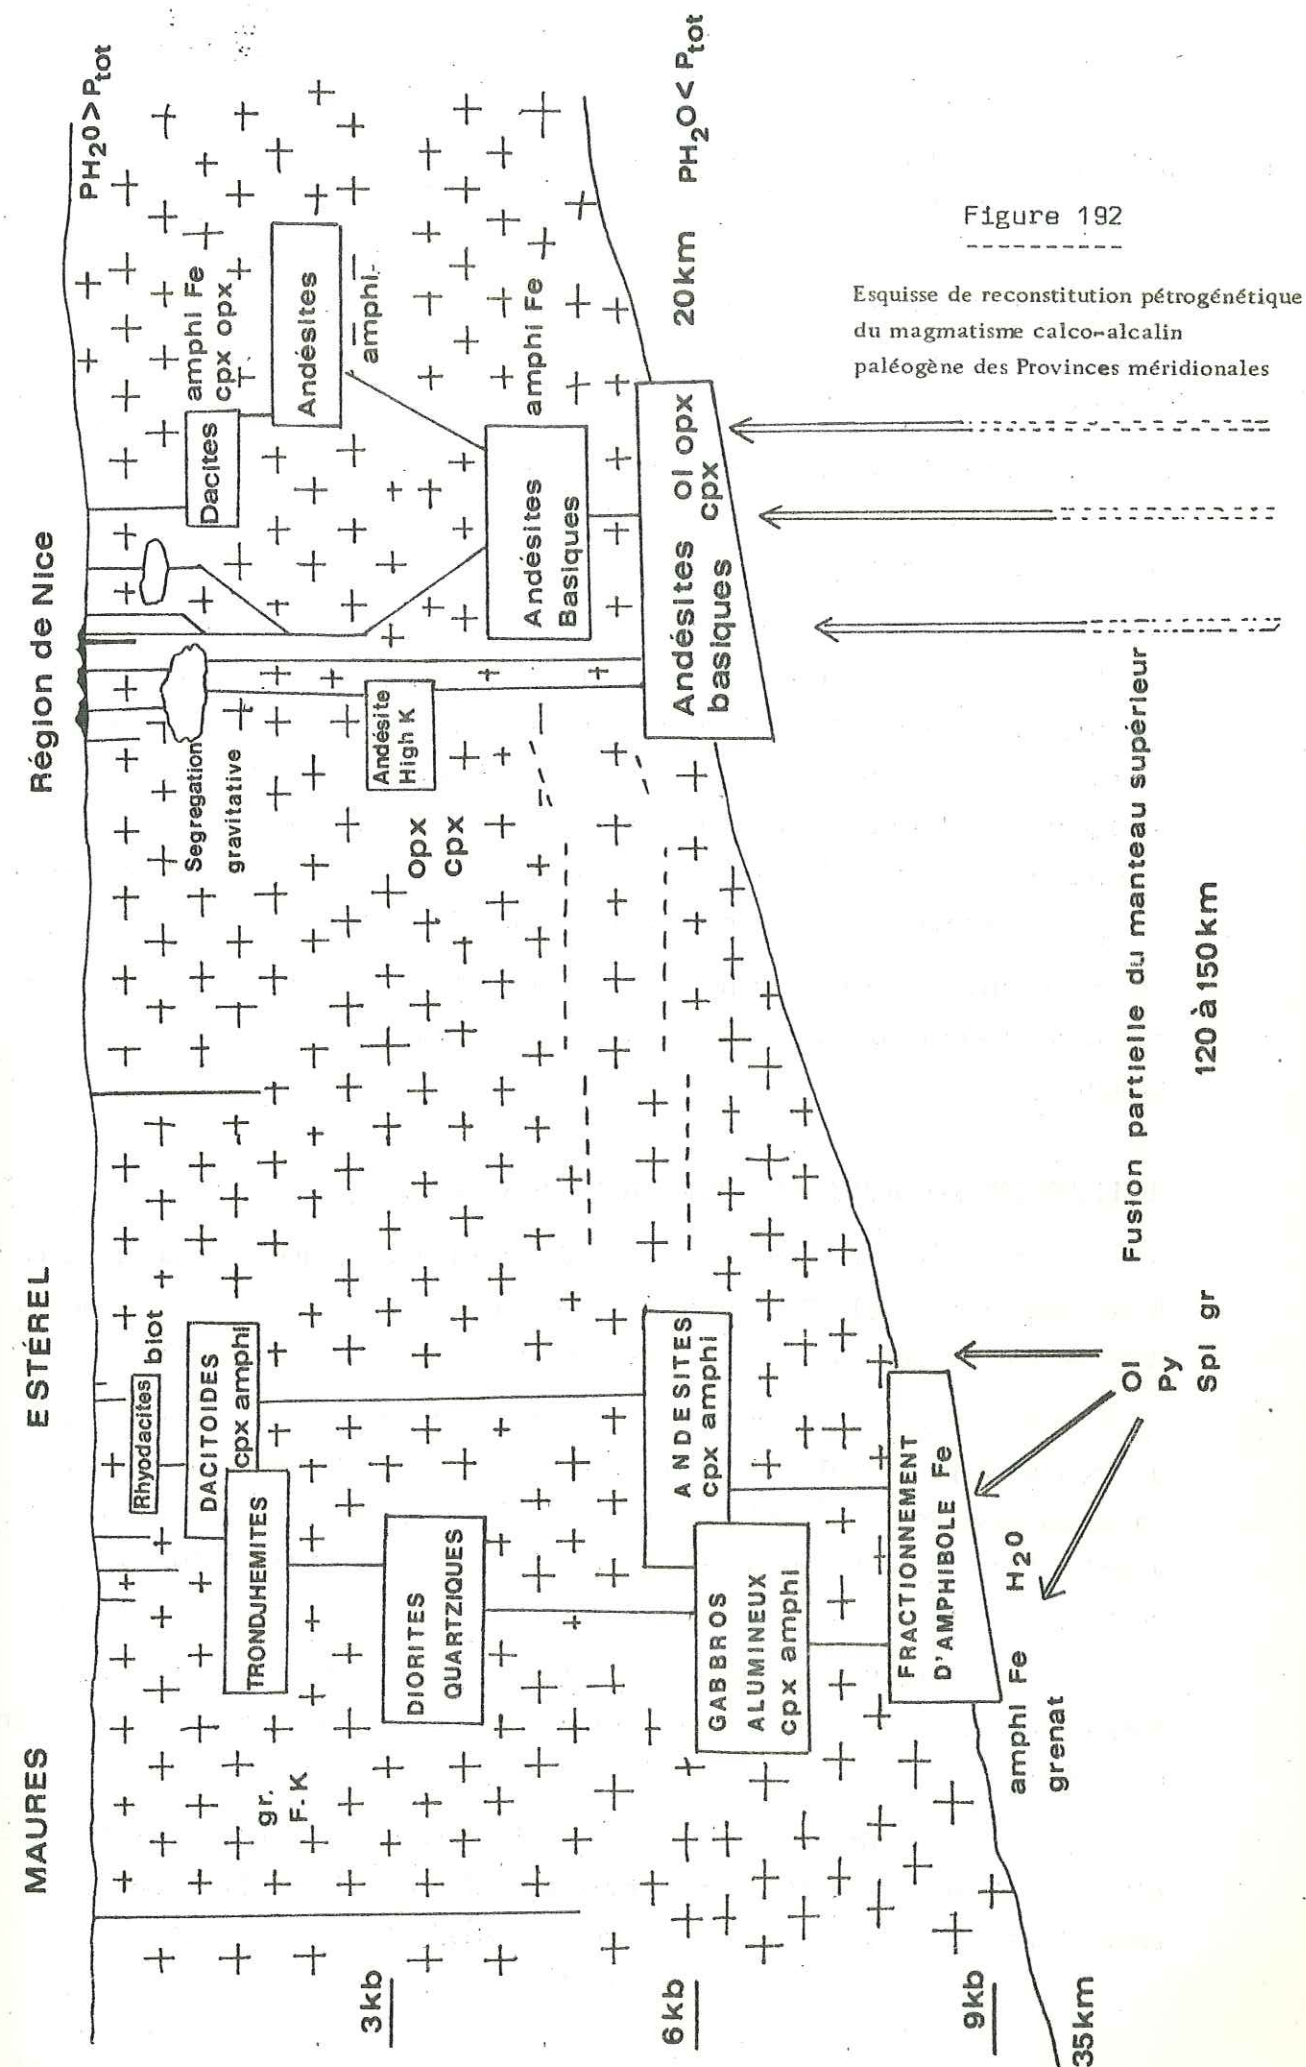 MAURES
ESTÉREL
Région de Nice
PH2O>Ptot
Rhyodacites
biot
DACITOIDES
cpx amphi
TRONDJHEMITES
gr.
F-K
DIORITES
QUARTZIQUES
3kb
ANDESITES
cpx amphi
GABBROS
ALUMINEUX
cpx amphi
6kb
FRACTIONNEMENT
D'AMPHIBOLE Fe
9kb
35km
amphi Fe H2O
grenat
Ol
Py
Spl gr
Fusion partielle du manteau supérieur
120 à 150km
Segregation
gravitative
Andésite
High K
opx
cpx
Dacites
amphi Fe
cpx opx
Andésites
amphi.
Andésites
Basiques
amphi Fe
Andésites ol opx
basiques cpx
20km PH2O<Ptot
Figure 192
Esquisse de reconstitution pétrogénétique
du magmatisme calco-alcalin
paléogène des Provinces méridionales